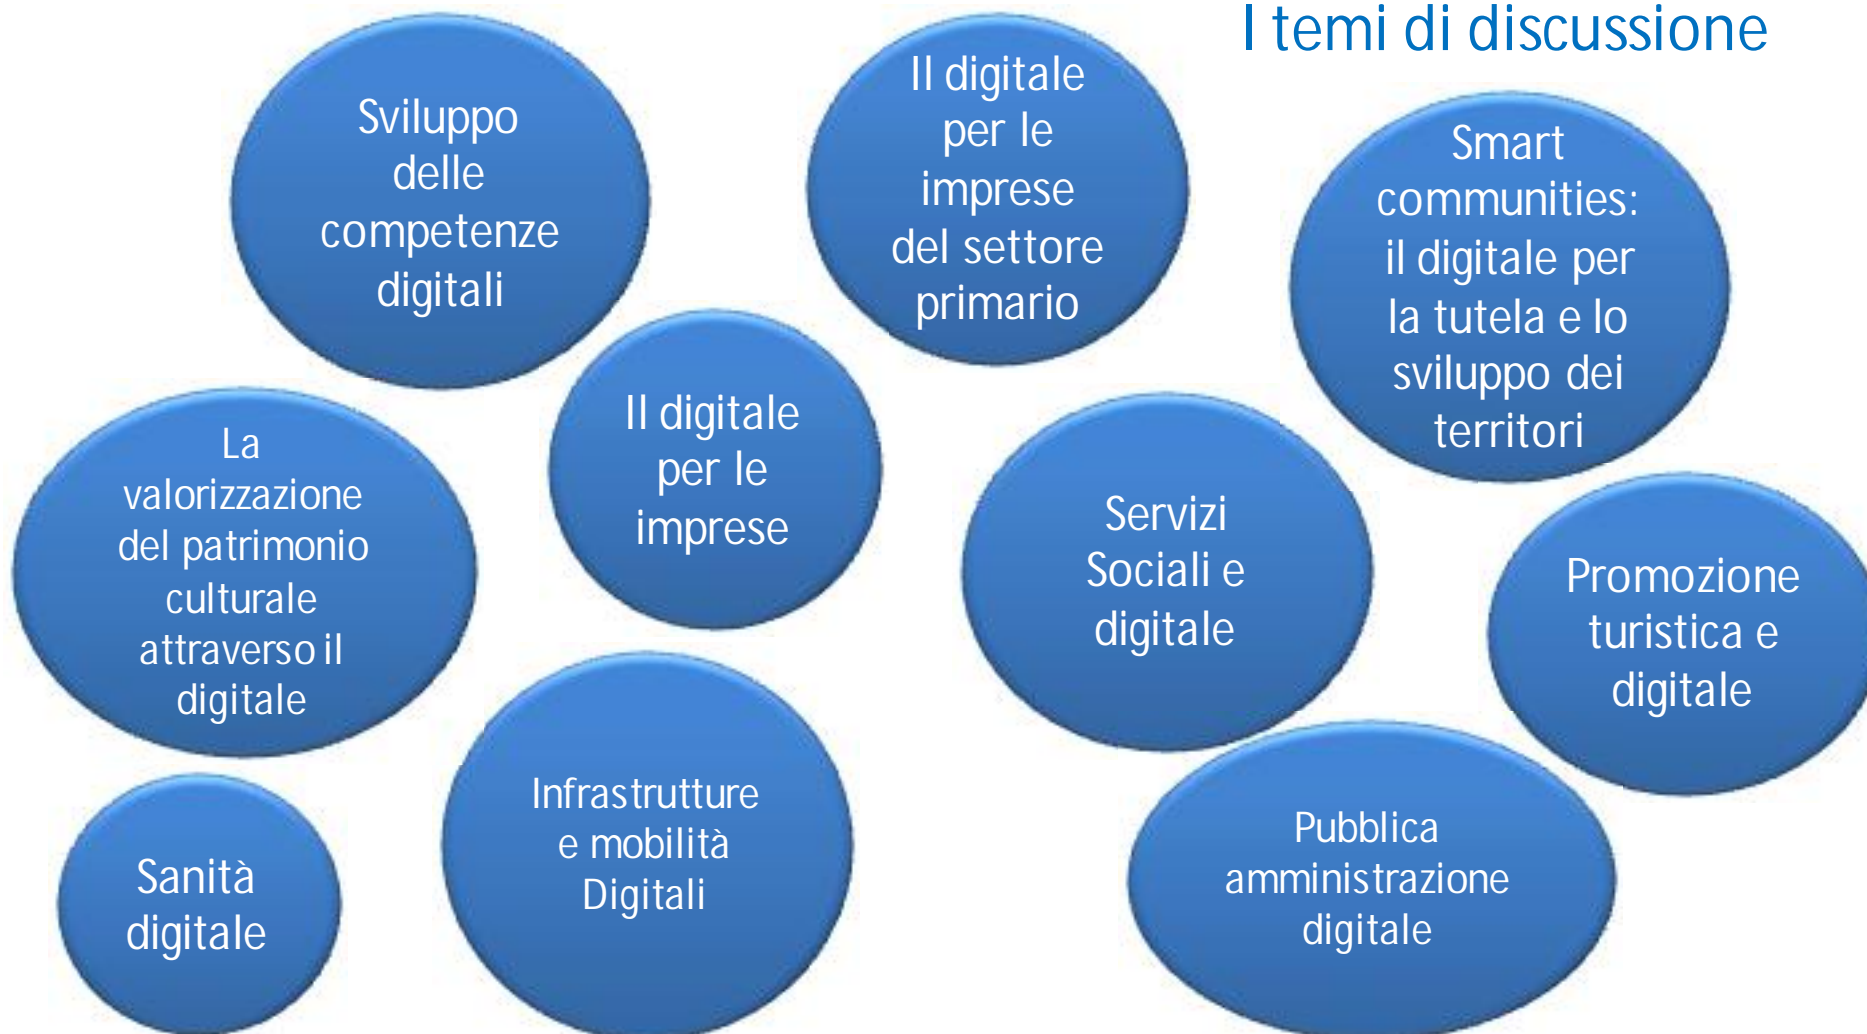 I temi di discussione
Sviluppo
delle
competenze
digitali
Il digitale
per le
imprese
del settore
primario
Smart
communities:
il digitale per
la tutela e lo
sviluppo dei
territori
La
valorizzazione
del patrimonio
culturale
attraverso il
digitale
Il digitale
per le
imprese
Servizi
Sociali e
digitale
Promozione
turistica e
digitale
Sanità
digitale
Infrastrutture
e mobilità
Digitali
Pubblica
amministrazione
digitale